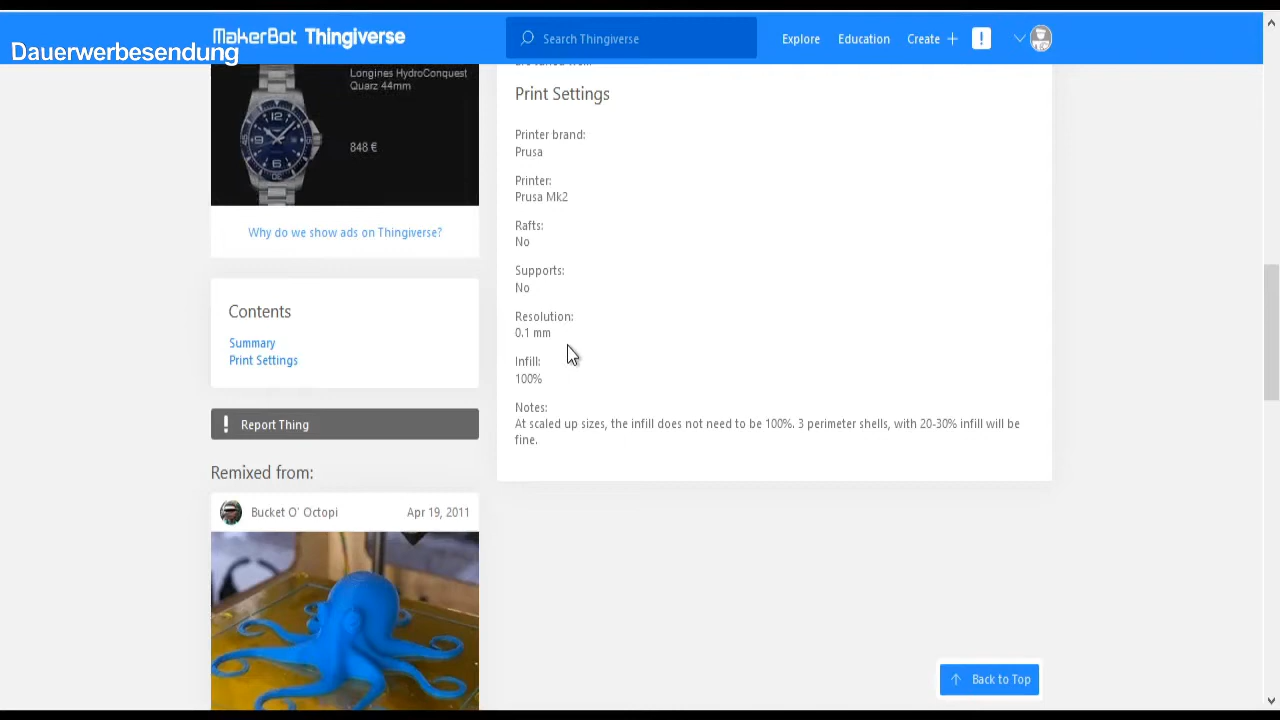 Dauerwerbesendung
MakerBot Thingiverse
Search Thingiverse
Explore
Education
Create
Longines HydroConquest
Quarz 44mm
848 €
Why do we show ads on Thingiverse?
Contents
Summary
Print Settings
Report Thing
Remixed from:
Bucket O' Octopi
Apr 19, 2011
Print Settings
Printer brand:
Prusa
Printer:
Prusa Mk2
Rafts:
No
Supports:
No
Resolution:
0.1 mm
Infill:
100%
Notes:
At scaled up sizes, the infill does not need to be 100%. 3 perimeter shells, with 20-30% infill will be
fine.
Back to Top